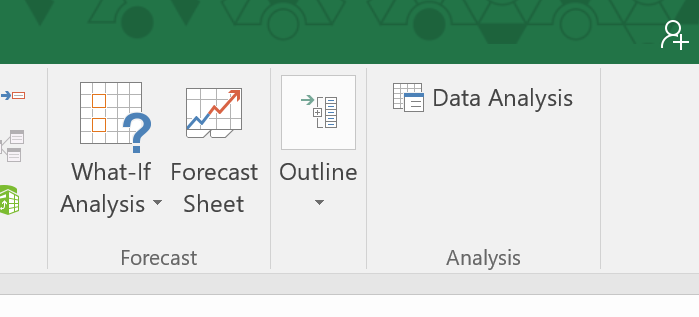 What-If
Analysis
Forecast
Sheet
Outline
Data Analysis
Forecast
Analysis